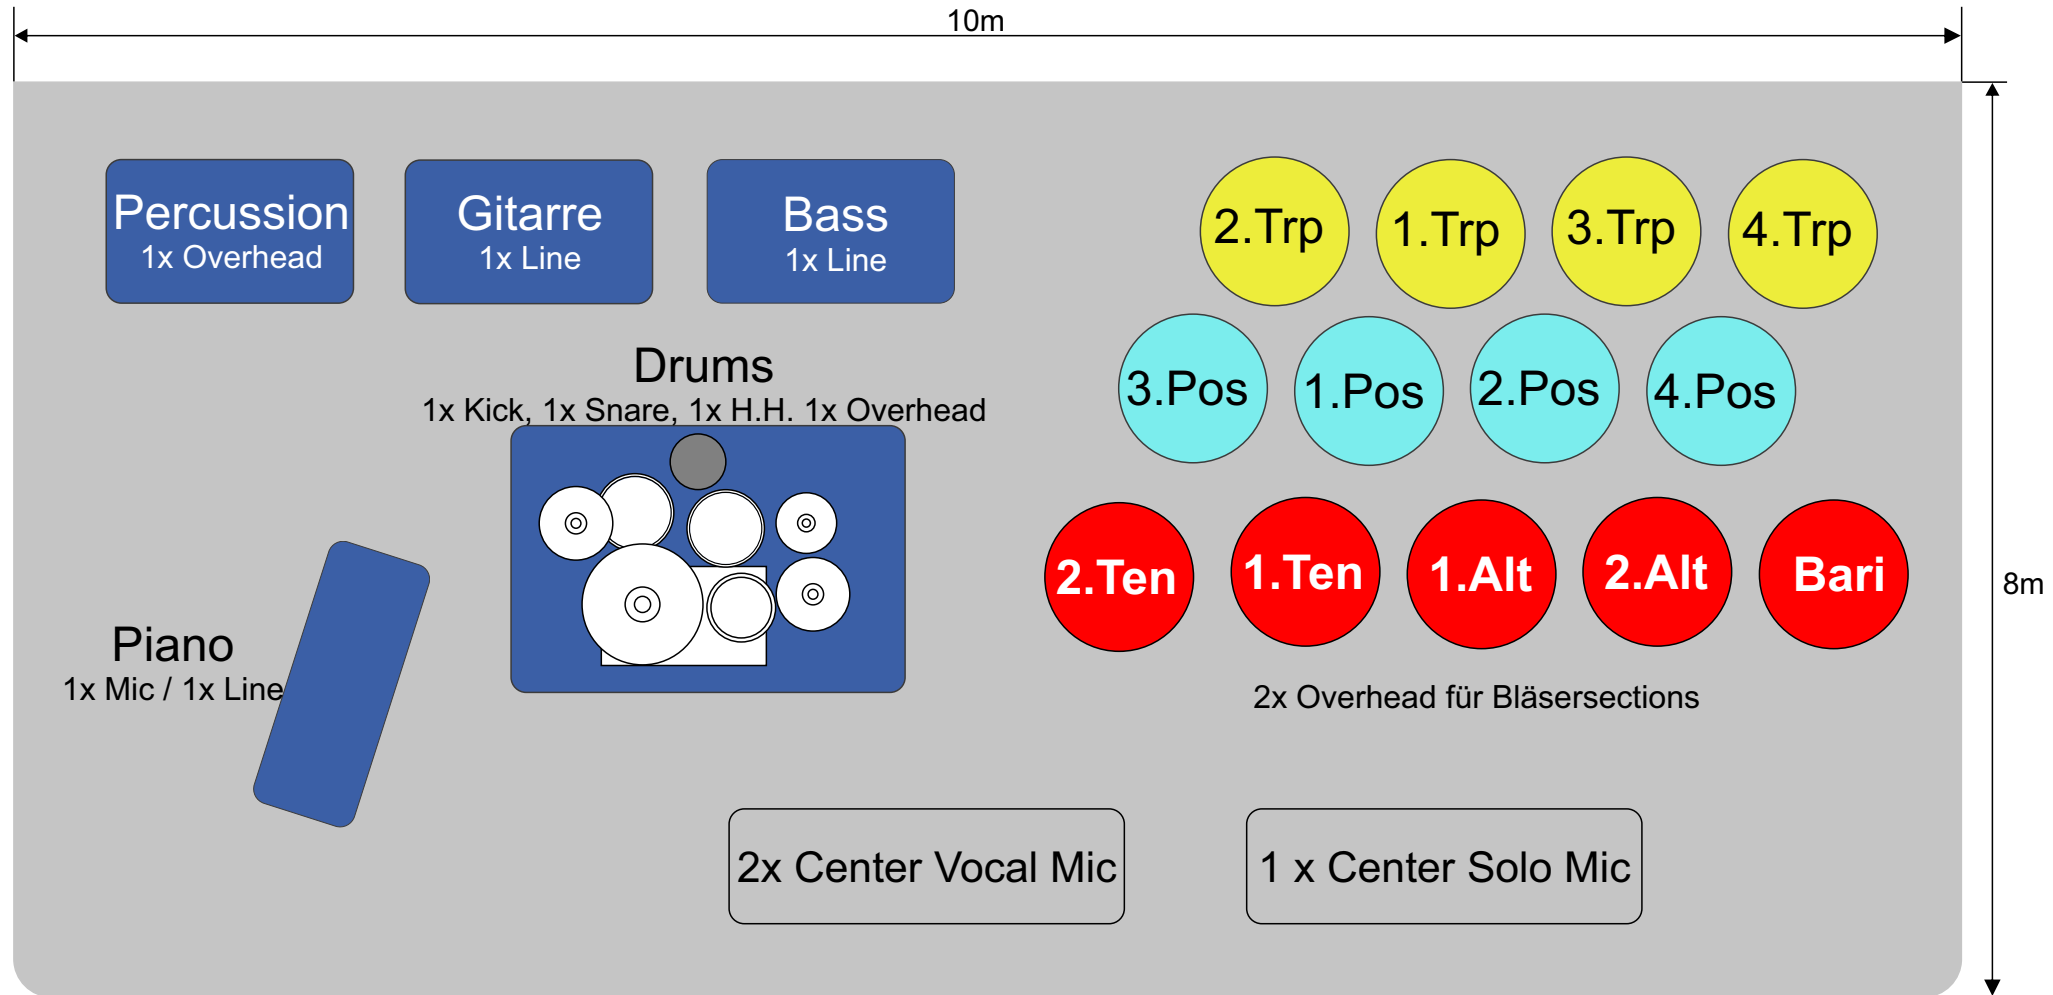 10m
Percussion
1x Overhead
Gitarre
1x Line
Bass
1x Line
2.Trp
1.Trp
3.Trp
4.Trp
3.Pos
1.Pos
2.Pos
4.Pos
Drums
1x Kick, 1x Snare, 1x H.H. 1x Overhead
2.Ten
1.Ten
1.Alt
2.Alt
Bari
8m
Piano
1x Mic / 1x Line
2x Overhead für Bläsersections
2x Center Vocal Mic
1 x Center Solo Mic